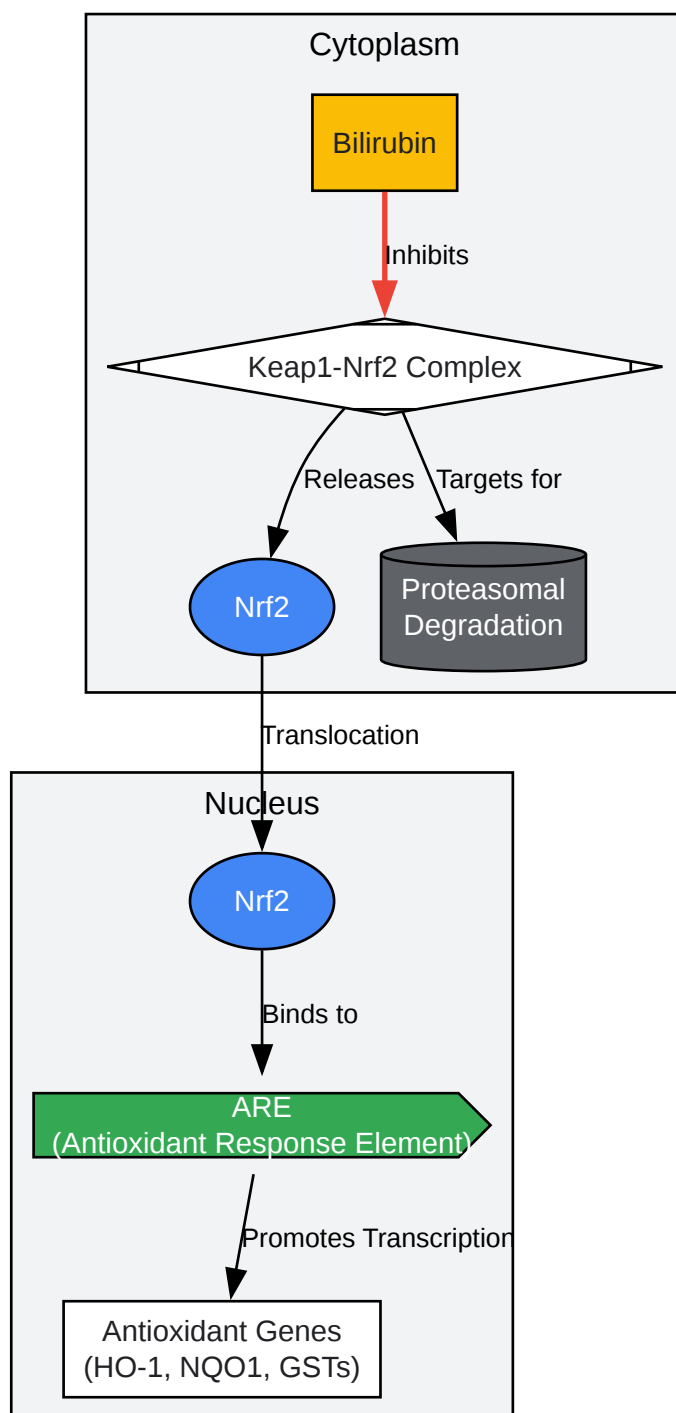 Cytoplasm
Bilirubin
Inhibits
Keap1-Nrf2 Complex
Releases
Targets for
Nrf2
Proteasomal
Degradation
Translocation
Nucleus
Nrf2
Binds to
ARE
(Antioxidant Response Element)
Promotes Transcription
Antioxidant Genes
(HO-1, NQO1, GSTs)